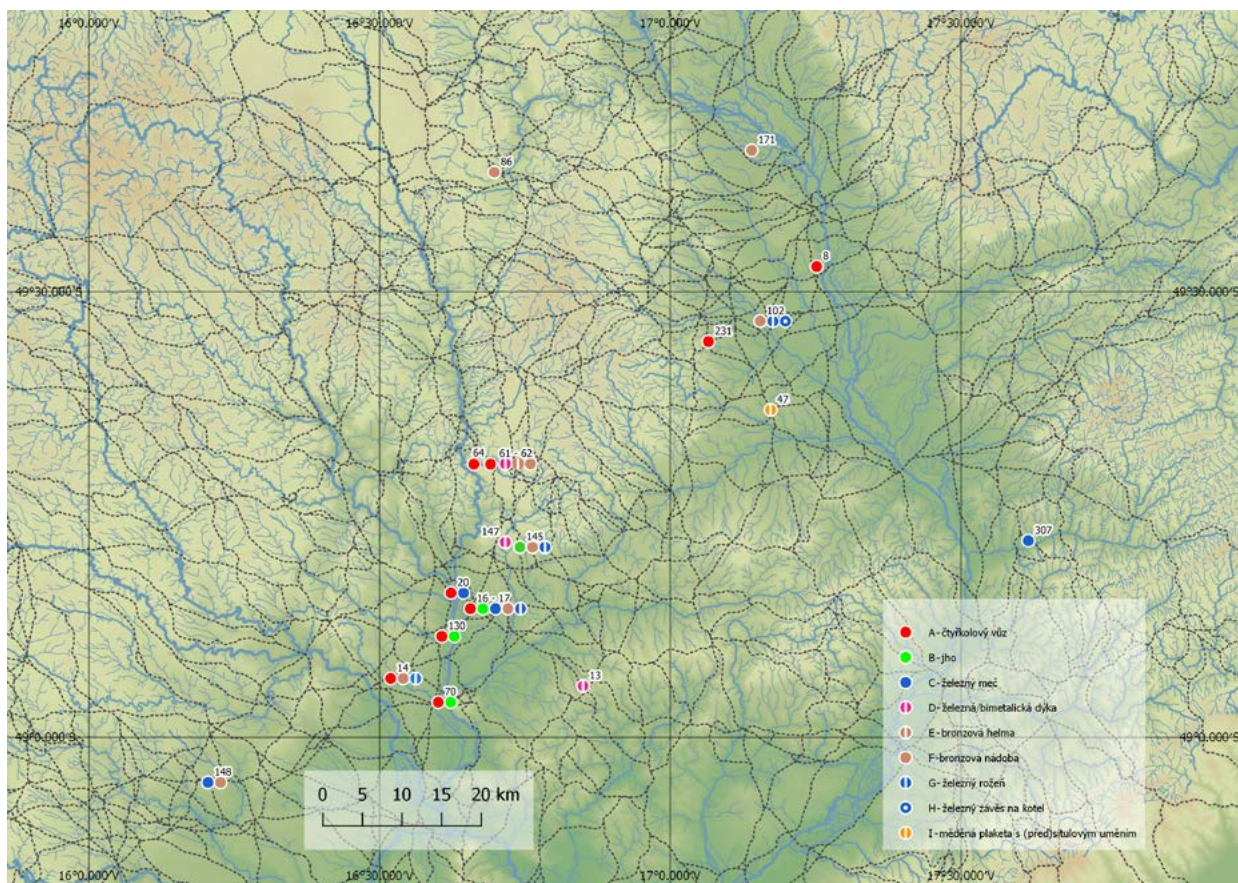 16°0.000'V 16°30.000'V 17°0.000'V 17°30.000'V
171
86
8
49°30.000'S 49°30.000'S
102
231
47
64 61 - 62
147 145 307
20
16 - 17
130
14 13
70
49°0.000'S 49°0.000'S
148
A-čtyřkolový vůz
B-jho
C-železný meč
D-železná/bimetalická dýka
E-bronzová helma
F-bronzova nadoba
G-železný rožeň
H-železný závěs na kotel
I-měděná plaketa s (před)situlovým uměním
0 5 10 15 20 km
16°0.000'V 16°30.000'V 17°0.000'V 17°30.000'V